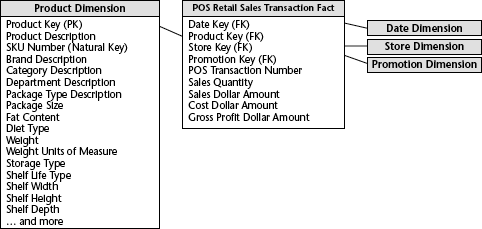 Product Dimension
Product Key (PK)
Product Description
SKU Number (Natural Key)
Brand Description
Category Description
Department Description
Package Type Description
Package Size
Fat Content
Diet Type
Weight
Weight Units of Measure
Storage Type
Shelf Life Type
Shelf Width
Shelf Height
Shelf Depth
... and more
POS Retail Sales Transaction Fact
Date Key (FK)
Product Key (FK)
Store Key (FK)
Promotion Key (FK)
POS Transaction Number
Sales Quantity
Sales Dollar Amount
Cost Dollar Amount
Gross Profit Dollar Amount
Date Dimension
Store Dimension
Promotion Dimension